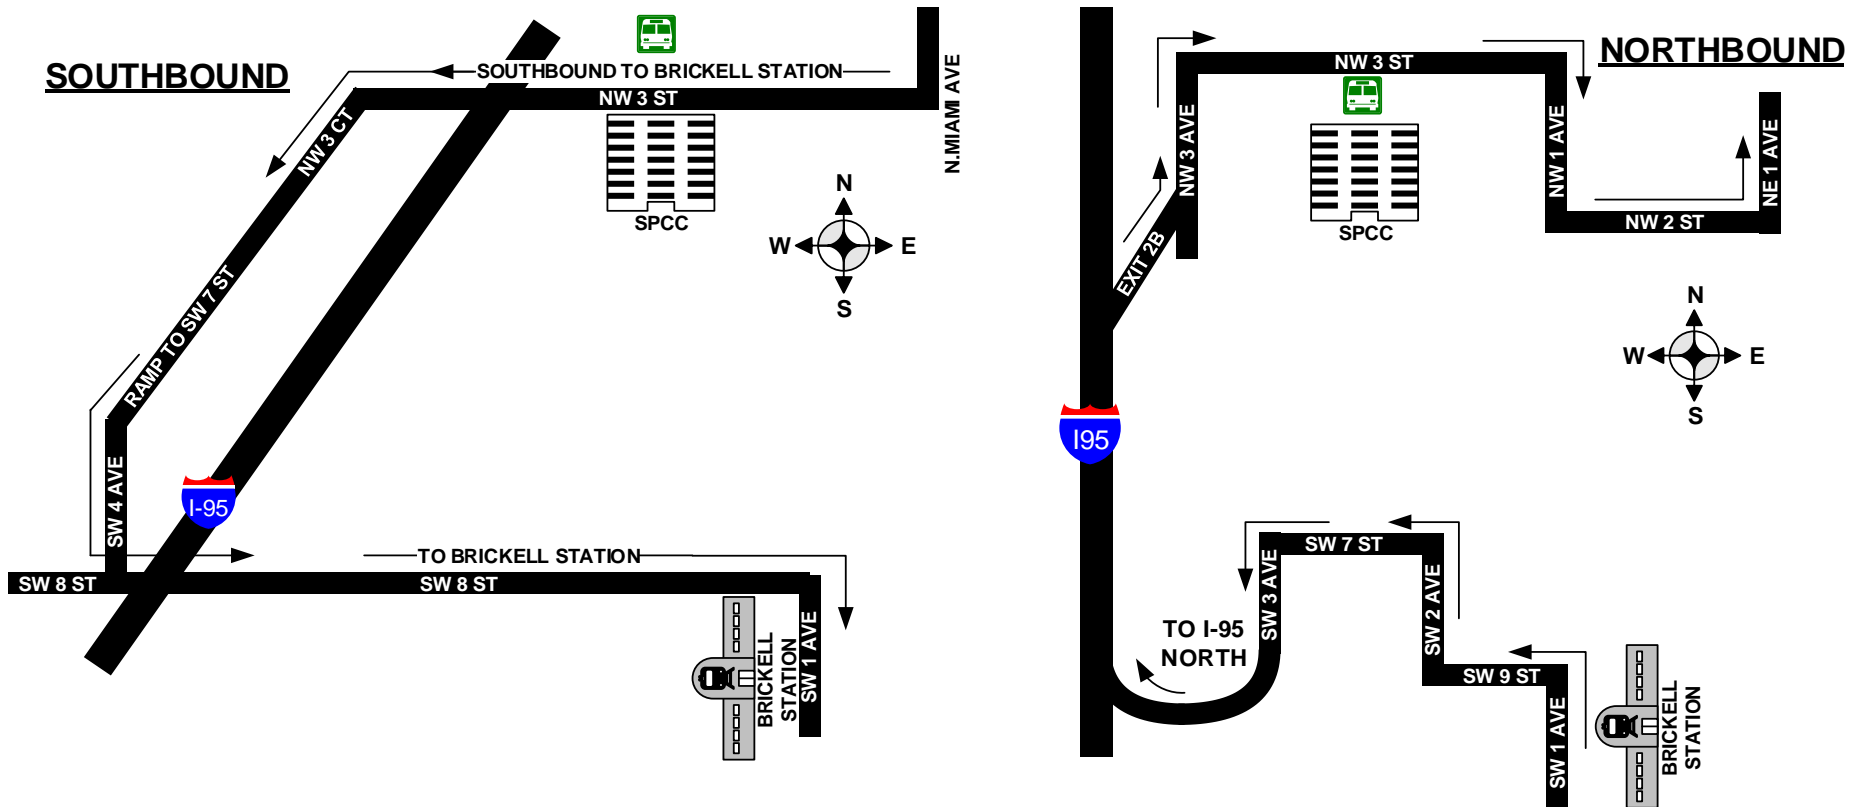 SOUTHBOUND
SOUTHBOUND TO BRICKELL STATION
NW 3 ST
N.MIAMI AVE
NW 3 CT
SPCC
N
W
E
S
RAMP TO SW 7 ST
SW 4 AVE
I-95
TO BRICKELL STATION
SW 8 ST
SW 8 ST
SW 1 AVE
BRICKELL
STATION
NORTHBOUND
NW 3 ST
NW 3 AVE
NW 1 AVE
NE 1 AVE
SPCC
NW 2 ST
EXIT 2B
N
W
E
S
I95
SW 7 ST
SW 3 AVE
SW 2 AVE
TO I-95
NORTH
SW 9 ST
SW 1 AVE
BRICKELL
STATION